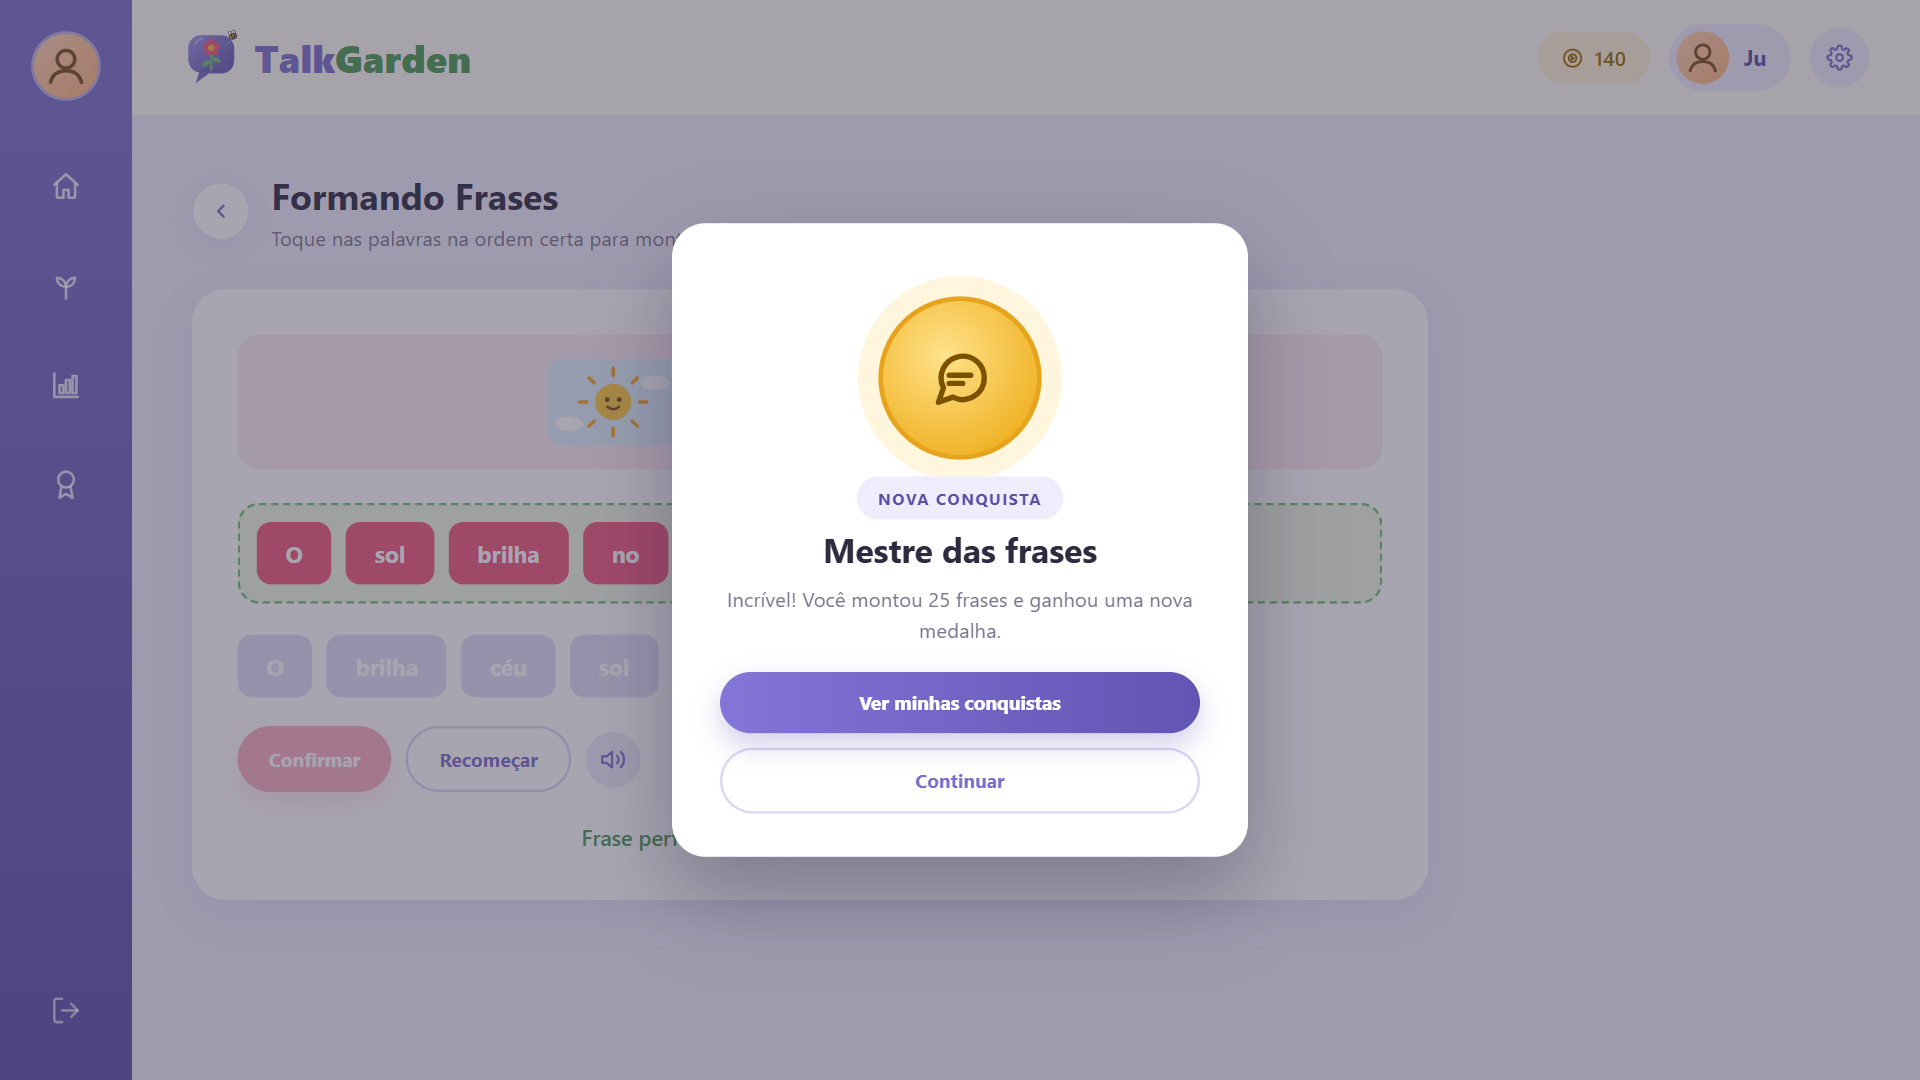 TalkGarden
140
Ju
Formando Frases
Toque nas palavras na ordem certa para
NOVA CONQUISTA
Mestre das frases
Incrível! Você montou 25 frases e ganhou uma nova
medalha.
Ver minhas conquistas
Continuar
O sol brilha no
O brilha céu sol
Confirmar
Recomeçar
Frase